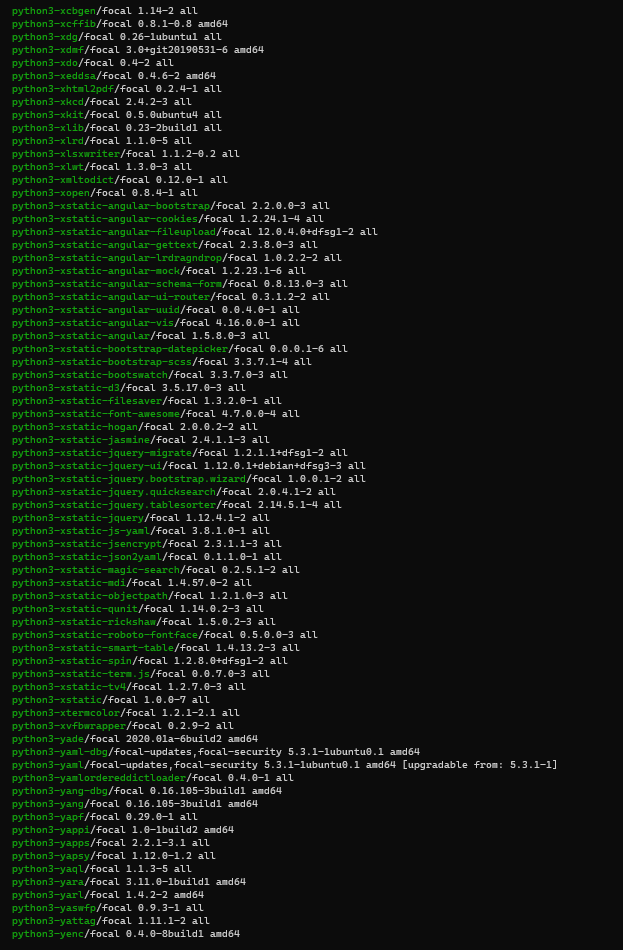 python3-xcbgen/focal 1.14-2 all
python3-xcffib/focal 0.8.1-0.8 amd64
python3-xdg/focal 0.26-1ubuntu1 all
python3-xdmf/focal 3.0+git20190531-6 amd64
python3-xdo/focal 0.4-2 all
python3-xeddsa/focal 0.4.6-2 amd64
python3-xhtml2pdf/focal 0.2.4-1 all
python3-xkcd/focal 2.4.2-3 all
python3-xkit/focal 0.5.0ubuntu4 all
python3-xlib/focal 0.23-2build1 all
python3-xlrd/focal 1.1.0-5 all
python3-xlsxwriter/focal 1.1.2-0.2 all
python3-xlwt/focal 1.3.0-3 all
python3-xmltodict/focal 0.12.0-1 all
python3-xopen/focal 0.8.4-1 all
python3-xstatic-angular-bootstrap/focal 2.2.0.0-3 all
python3-xstatic-angular-cookies/focal 1.2.24.1-4 all
python3-xstatic-angular-fileupload/focal 12.0.4.0+dfsg1-2 all
python3-xstatic-angular-gettext/focal 2.3.8.0-3 all
python3-xstatic-angular-lrdragndrop/focal 1.0.2.2-2 all
python3-xstatic-angular-mock/focal 1.2.23.1-6 all
python3-xstatic-angular-schema-form/focal 0.8.13.0-3 all
python3-xstatic-angular-ui-router/focal 0.3.1.2-2 all
python3-xstatic-angular-uuid/focal 0.0.4.0-1 all
python3-xstatic-angular-vis/focal 4.16.0.0-1 all
python3-xstatic-angular/focal 1.5.8.0-3 all
python3-xstatic-bootstrap-datepicker/focal 0.0.0.1-6 all
python3-xstatic-bootstrap-scss/focal 3.3.7.1-4 all
python3-xstatic-bootswatch/focal 3.3.7.0-3 all
python3-xstatic-d3/focal 3.5.17.0-3 all
python3-xstatic-filesaver/focal 1.3.2.0-1 all
python3-xstatic-font-awesome/focal 4.7.0.0-4 all
python3-xstatic-hogan/focal 2.0.0.2-2 all
python3-xstatic-jasmine/focal 2.4.1.1-3 all
python3-xstatic-jquery-migrate/focal 1.2.1.1+dfsg1-2 all
python3-xstatic-jquery-ui/focal 1.12.0.1+debian+dfsg3-3 all
python3-xstatic-jquery.bootstrap.wizard/focal 1.0.0.1-2 all
python3-xstatic-jquery.quicksearch/focal 2.0.4.1-2 all
python3-xstatic-jquery.tablesorter/focal 2.14.5.1-4 all
python3-xstatic-jquery/focal 1.12.4.1-2 all
python3-xstatic-js-yaml/focal 3.8.1.0-1 all
python3-xstatic-jsencrypt/focal 2.3.1.1-3 all
python3-xstatic-json2yaml/focal 0.1.1.0-1 all
python3-xstatic-magic-search/focal 0.2.5.1-2 all
python3-xstatic-mdi/focal 1.4.57.0-2 all
python3-xstatic-objectpath/focal 1.2.1.0-3 all
python3-xstatic-qunit/focal 1.14.0.2-3 all
python3-xstatic-rickshaw/focal 1.5.0.2-3 all
python3-xstatic-roboto-fontface/focal 0.5.0.0-3 all
python3-xstatic-smart-table/focal 1.4.13.2-3 all
python3-xstatic-spin/focal 1.2.8.0+dfsg1-2 all
python3-xstatic-term.js/focal 0.0.7.0-3 all
python3-xstatic-tv4/focal 1.2.7.0-3 all
python3-xstatic/focal 1.0.0-7 all
python3-xtermcolor/focal 1.2.1-2.1 all
python3-xvfbwrapper/focal 0.2.9-2 all
python3-yade/focal 2020.01a-6build2 amd64
python3-yaml-dbg/focal-updates,focal-security 5.3.1-1ubuntu0.1 amd64
python3-yaml/focal-updates,focal-security 5.3.1-1ubuntu0.1 amd64 [upgradable from: 5.3.1-1]
python3-yamlordereddictloader/focal 0.4.0-1 all
python3-yang-dbg/focal 0.16.105-3build1 amd64
python3-yang/focal 0.16.105-3build1 amd64
python3-yapf/focal 0.29.0-1 all
python3-yappi/focal 1.0-1build2 amd64
python3-yapps/focal 2.2.1-3.1 all
python3-yapsy/focal 1.12.0-1.2 all
python3-yaql/focal 1.1.3-5 all
python3-yara/focal 3.11.0-1build1 amd64
python3-yarl/focal 1.4.2-2 amd64
python3-yaswfp/focal 0.9.3-1 all
python3-yattag/focal 1.11.1-2 all
python3-yenc/focal 0.4.0-8build1 amd64